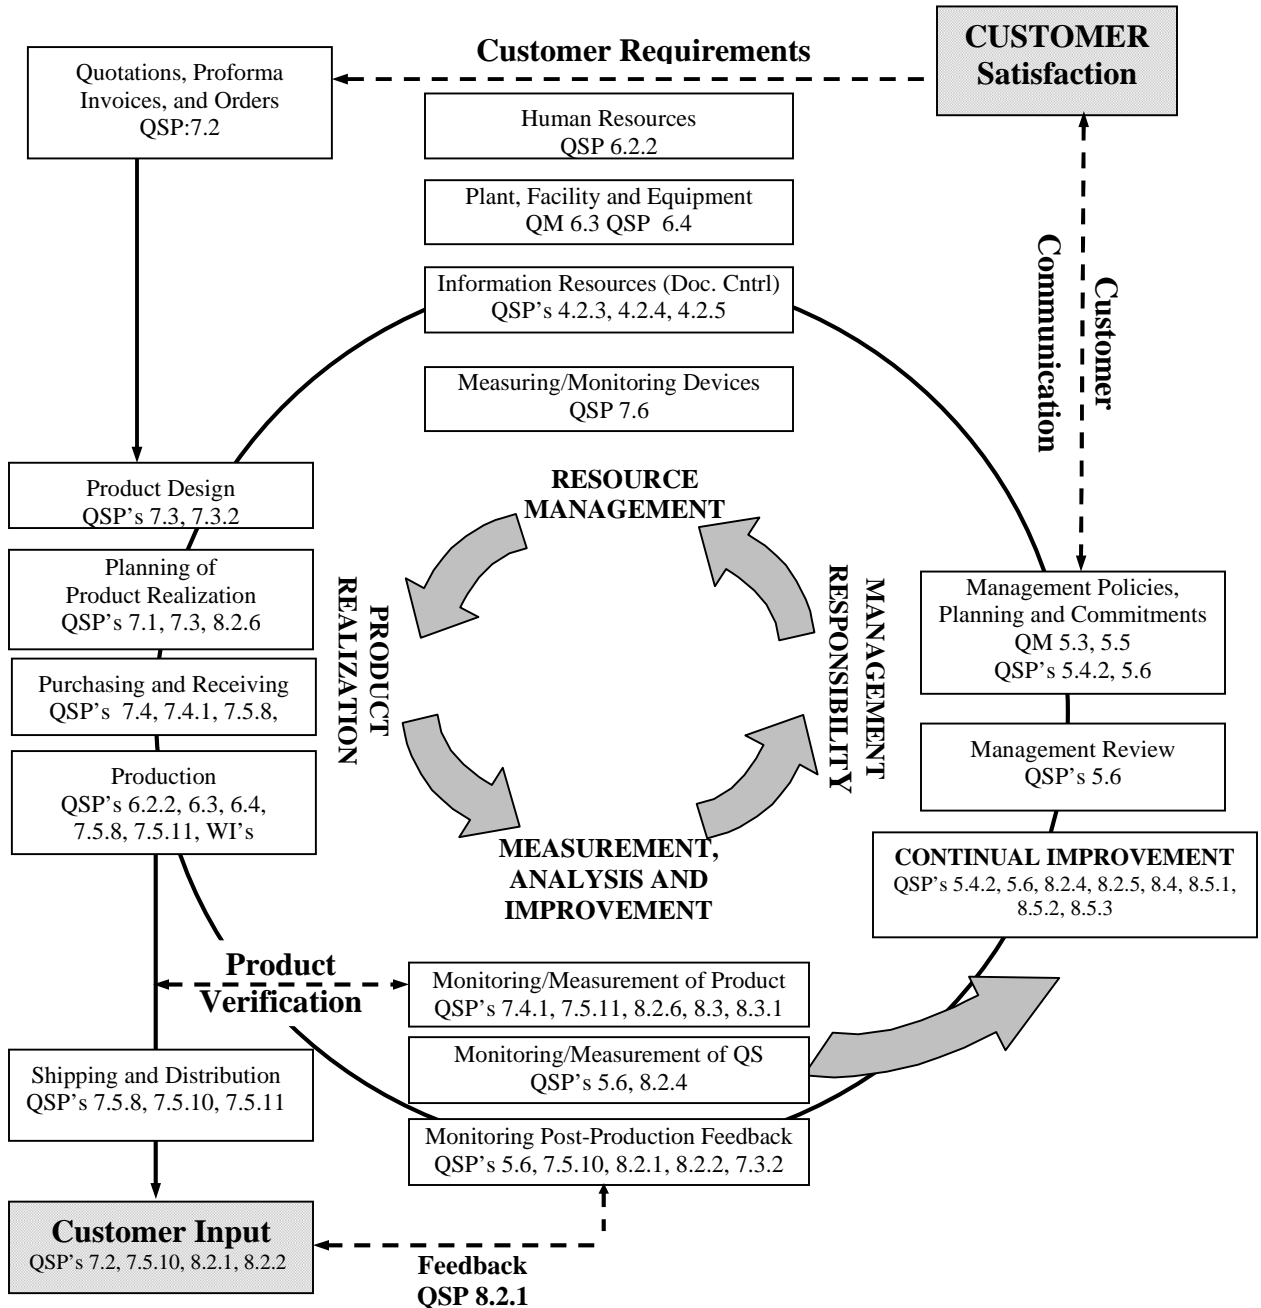 Customer Requirements
CUSTOMER
Satisfaction
Quotations, Proforma
Invoices, and Orders
QSP:7.2
Human Resources
QSP 6.2.2
Plant, Facility and Equipment
QM 6.3 QSP  6.4
Information Resources (Doc. Cntrl)
QSP's 4.2.3, 4.2.4, 4.2.5
Measuring/Monitoring Devices
QSP 7.6
Customer
Communication
RESOURCE
MANAGEMENT
Product Design
QSP's 7.3, 7.3.2
Planning of
Product Realization
QSP's 7.1, 7.3, 8.2.6
Purchasing and Receiving
QSP's  7.4, 7.4.1, 7.5.8,
Production
QSP's 6.2.2, 6.3, 6.4,
7.5.8, 7.5.11, WI's
PRODUCT
REALIZATION
MANAGEMENT
RESPONSIBILITY
Management Policies,
Planning and Commitments
QM 5.3, 5.5
QSP's 5.4.2, 5.6
Management Review
QSP's 5.6
MEASUREMENT,
ANALYSIS AND
IMPROVEMENT
CONTINUAL IMPROVEMENT
QSP's 5.4.2, 5.6, 8.2.4, 8.2.5, 8.4, 8.5.1,
8.5.2, 8.5.3
Product
Verification
Monitoring/Measurement of Product
QSP's 7.4.1, 7.5.11, 8.2.6, 8.3, 8.3.1
Monitoring/Measurement of QS
QSP's 5.6, 8.2.4
Monitoring Post-Production Feedback
QSP's 5.6, 7.5.10, 8.2.1, 8.2.2, 7.3.2
Shipping and Distribution
QSP's 7.5.8, 7.5.10, 7.5.11
Customer Input
QSP's 7.2, 7.5.10, 8.2.1, 8.2.2
Feedback
QSP 8.2.1